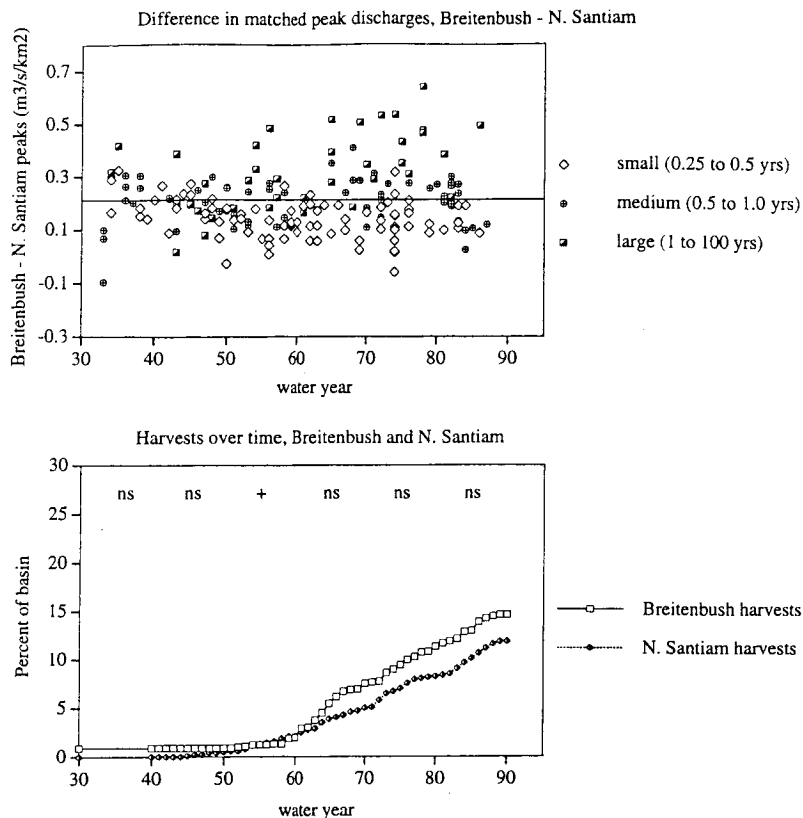 Difference in matched peak discharges, Breitenbush - N. Santiam
Breitenbush - N. Santiam peaks (m3/s/km2)
0.7
0.5
0.3
0.1
-0.1
-0.3
30 40 50 60 70 80 90
water year
small (0.25 to 0.5 yrs)
medium (0.5 to 1.0 yrs)
large (1 to 100 yrs)
Harvests over time, Breitenbush and N. Santiam
Percent of basin
30
25
20
15
10
5
0
ns ns + ns ns ns
30 40 50 60 70 80 90
water year
Breitenbush harvests
N. Santiam harvests